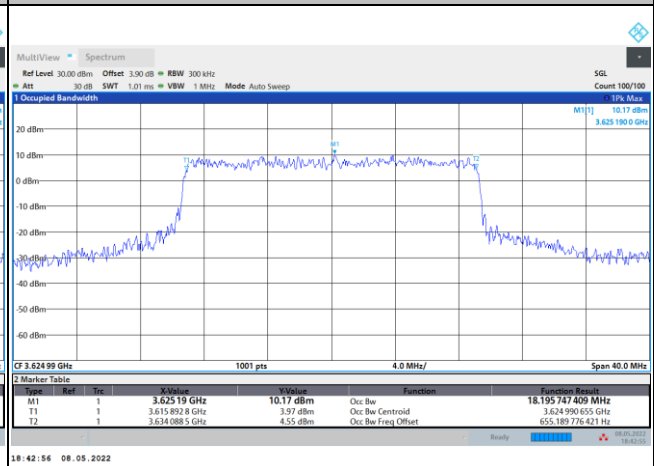 MultiView Spectrum
Ref Level 30.00 dBm Offset 3.90 dB RBW 300 kHz SGL
Att 30 dB SWT 1.01 ms VBW 1 MHz Mode Auto Sweep Count 100/100
1 Occupied Bandwidth 1Pk Max
M1[1] 10.17 dBm
3.625 190 0 GHz
20 dBm
M1
10 dBm
T1 T2
0 dBm
-10 dBm
-20 dBm
-30 dBm
-40 dBm
-50 dBm
-60 dBm
CF 3.624 99 GHz 1001 pts 4.0 MHz/ Span 40.0 MHz
2 Marker Table
Type Ref Trc X-Value Y-Value Function Function Result
M1 1 3.625 19 GHz 10.17 dBm Occ Bw 18.195 747 409 MHz
T1 1 3.615 892 8 GHz 3.97 dBm Occ Bw Centroid 3.624 990 655 GHz
T2 1 3.634 088 5 GHz 4.55 dBm Occ Bw Freq Offset 655.189 776 421 Hz
Ready 08.05.2022
18:42:55
18:42:56 08.05.2022